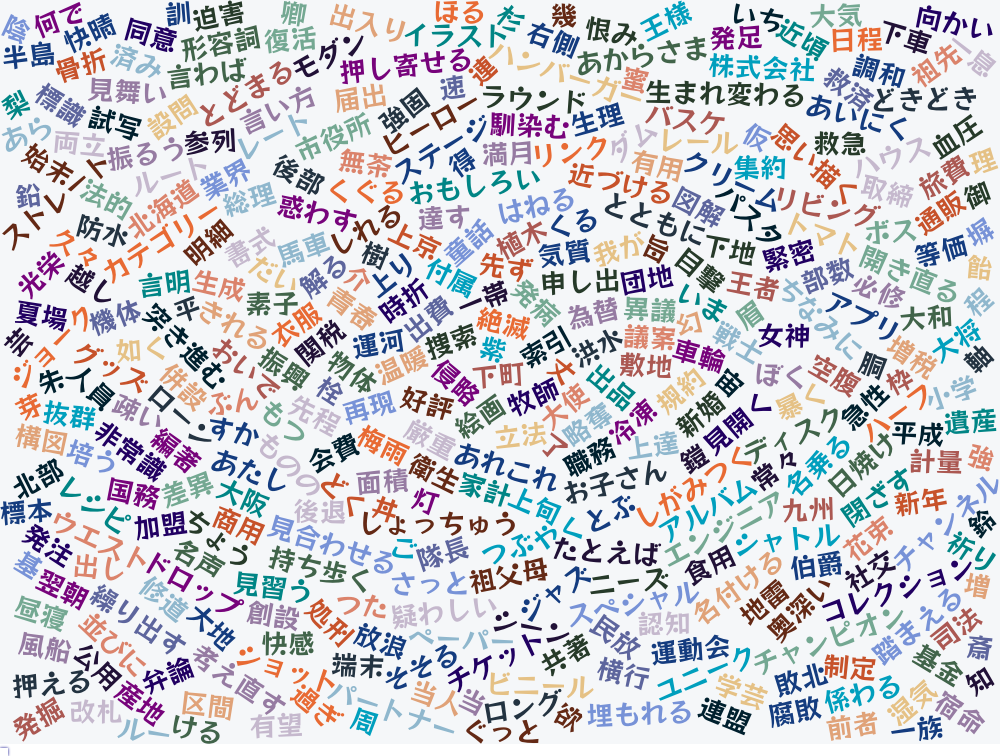 陰 何で 訓 迫害 卿 出入り ほる だ 幾 恨み 王様 いち 近頃 大気 日程 下車 向かい
半島 快晴 同意 形容詞 復活 イラスト 右側 あからさま 発足 株式会社 調和 祖先 一息
骨折 済み 言わば モダン 押し寄せる 速 連 ハンバーガー 蜜 生まれ変わる 救済 どきどき
梨 標識 見舞い 設問 とどまる 言い方 届出 強固 ヒーロー ラウンド 馴染む 生理 バスケ あいにく
あら 両立 試写 振るう 参列 レート 市役所 ステージ 得 満月 リンク ダム レール 仮 思い描く 救急 ハウス 血圧
始末 ノート ルート 業界 後部 無茶 くぐる おもしろい 近づける 有用 クリーム 集約 取締 旅費 理
鉛 ストレート 法的 北海道 総理 惑わす しれる 達す はねる くる とともに 図解 パスタ リビング 通販 御
防水 久々 カテゴリー 明細 書式 馬車 樹 上京 童話 植木 気質 我が 旨 下地 緊密 トマト ボス 等価 塀
光栄 越し 言明 生成 だい 解る 介 上り 付属 先ず 申し出 団地 目撃 王者 部数 必修 開き直る 飴
夏場 機体 公平 素子 青春 時折 出費 一帯 発病 為替 異議 いま ちなみに アプリ 大和 程
芸 如く 突き進む きれる 衣服 関税 運河 捜索 絶滅 索引 洪水 議案 幻 盾 戦士 女神 増税 大将
朱 人員 グッズ 併設 おいて 振興 物体 温暖 紫 敷地 車輪 胴 軸
芽 抜群 疎い ローン ぶん 栓 再現 好評 侵略 下町 牧師 丈 出品 規約 宙 ぼく 空腹 枠 小学
構図 培う 非常識 編著 すか もつ 先程 厳重 絵画 立法 大使 略奪 冷凍 新婚 見開く 暴く 急性 ハーフ 平成 遺産
北部 レシピ 国務 差異 あたし ものの 会費 梅雨 衛生 あれこれ 職務 上達 鎧 ディスク 名乗る 日焼け 計量 強
標本 ウエスト 加盟 大阪 商用 後退 どく 面積 丼 灯 家計 上旬 お子さん とぶ しがみつく アルバム 常々 九州 閉ざす 新年 チャンネル
発注 出し ドロップ 名声 ちょう 見合わせる しょっちゅう ご 隊長 つぶやく たとえば エンジニア シャトル 花束 鈴
基 翌朝 修道 見習う 持ち歩く さっと 祖父母 ジャズ ニーズ 食用 伯爵 社交 祈り
昼寝 繰り出す 大地 創設 処刑 つた 疑わしい シーン スペシャル 認知 名付ける 地雷 奥深い コレクション 増
風船 並びに 考え直す 快感 放浪 ペーパー チケット 共著 民放 運動会 チャンピオン 踏まえる 司法
押える 公用 弁論 ショット 端末 そそる 横行 ユニーク 学芸 敗北 制定 基金 斎 知
発掘 改札 産地 ルール ける 区間 有望 過ぎ 周 パートナー 当人 当 ビニール ロング 欲 ぐっと 埋もれる 連盟 腐敗 係わる 前者 湿気 一族 宿命